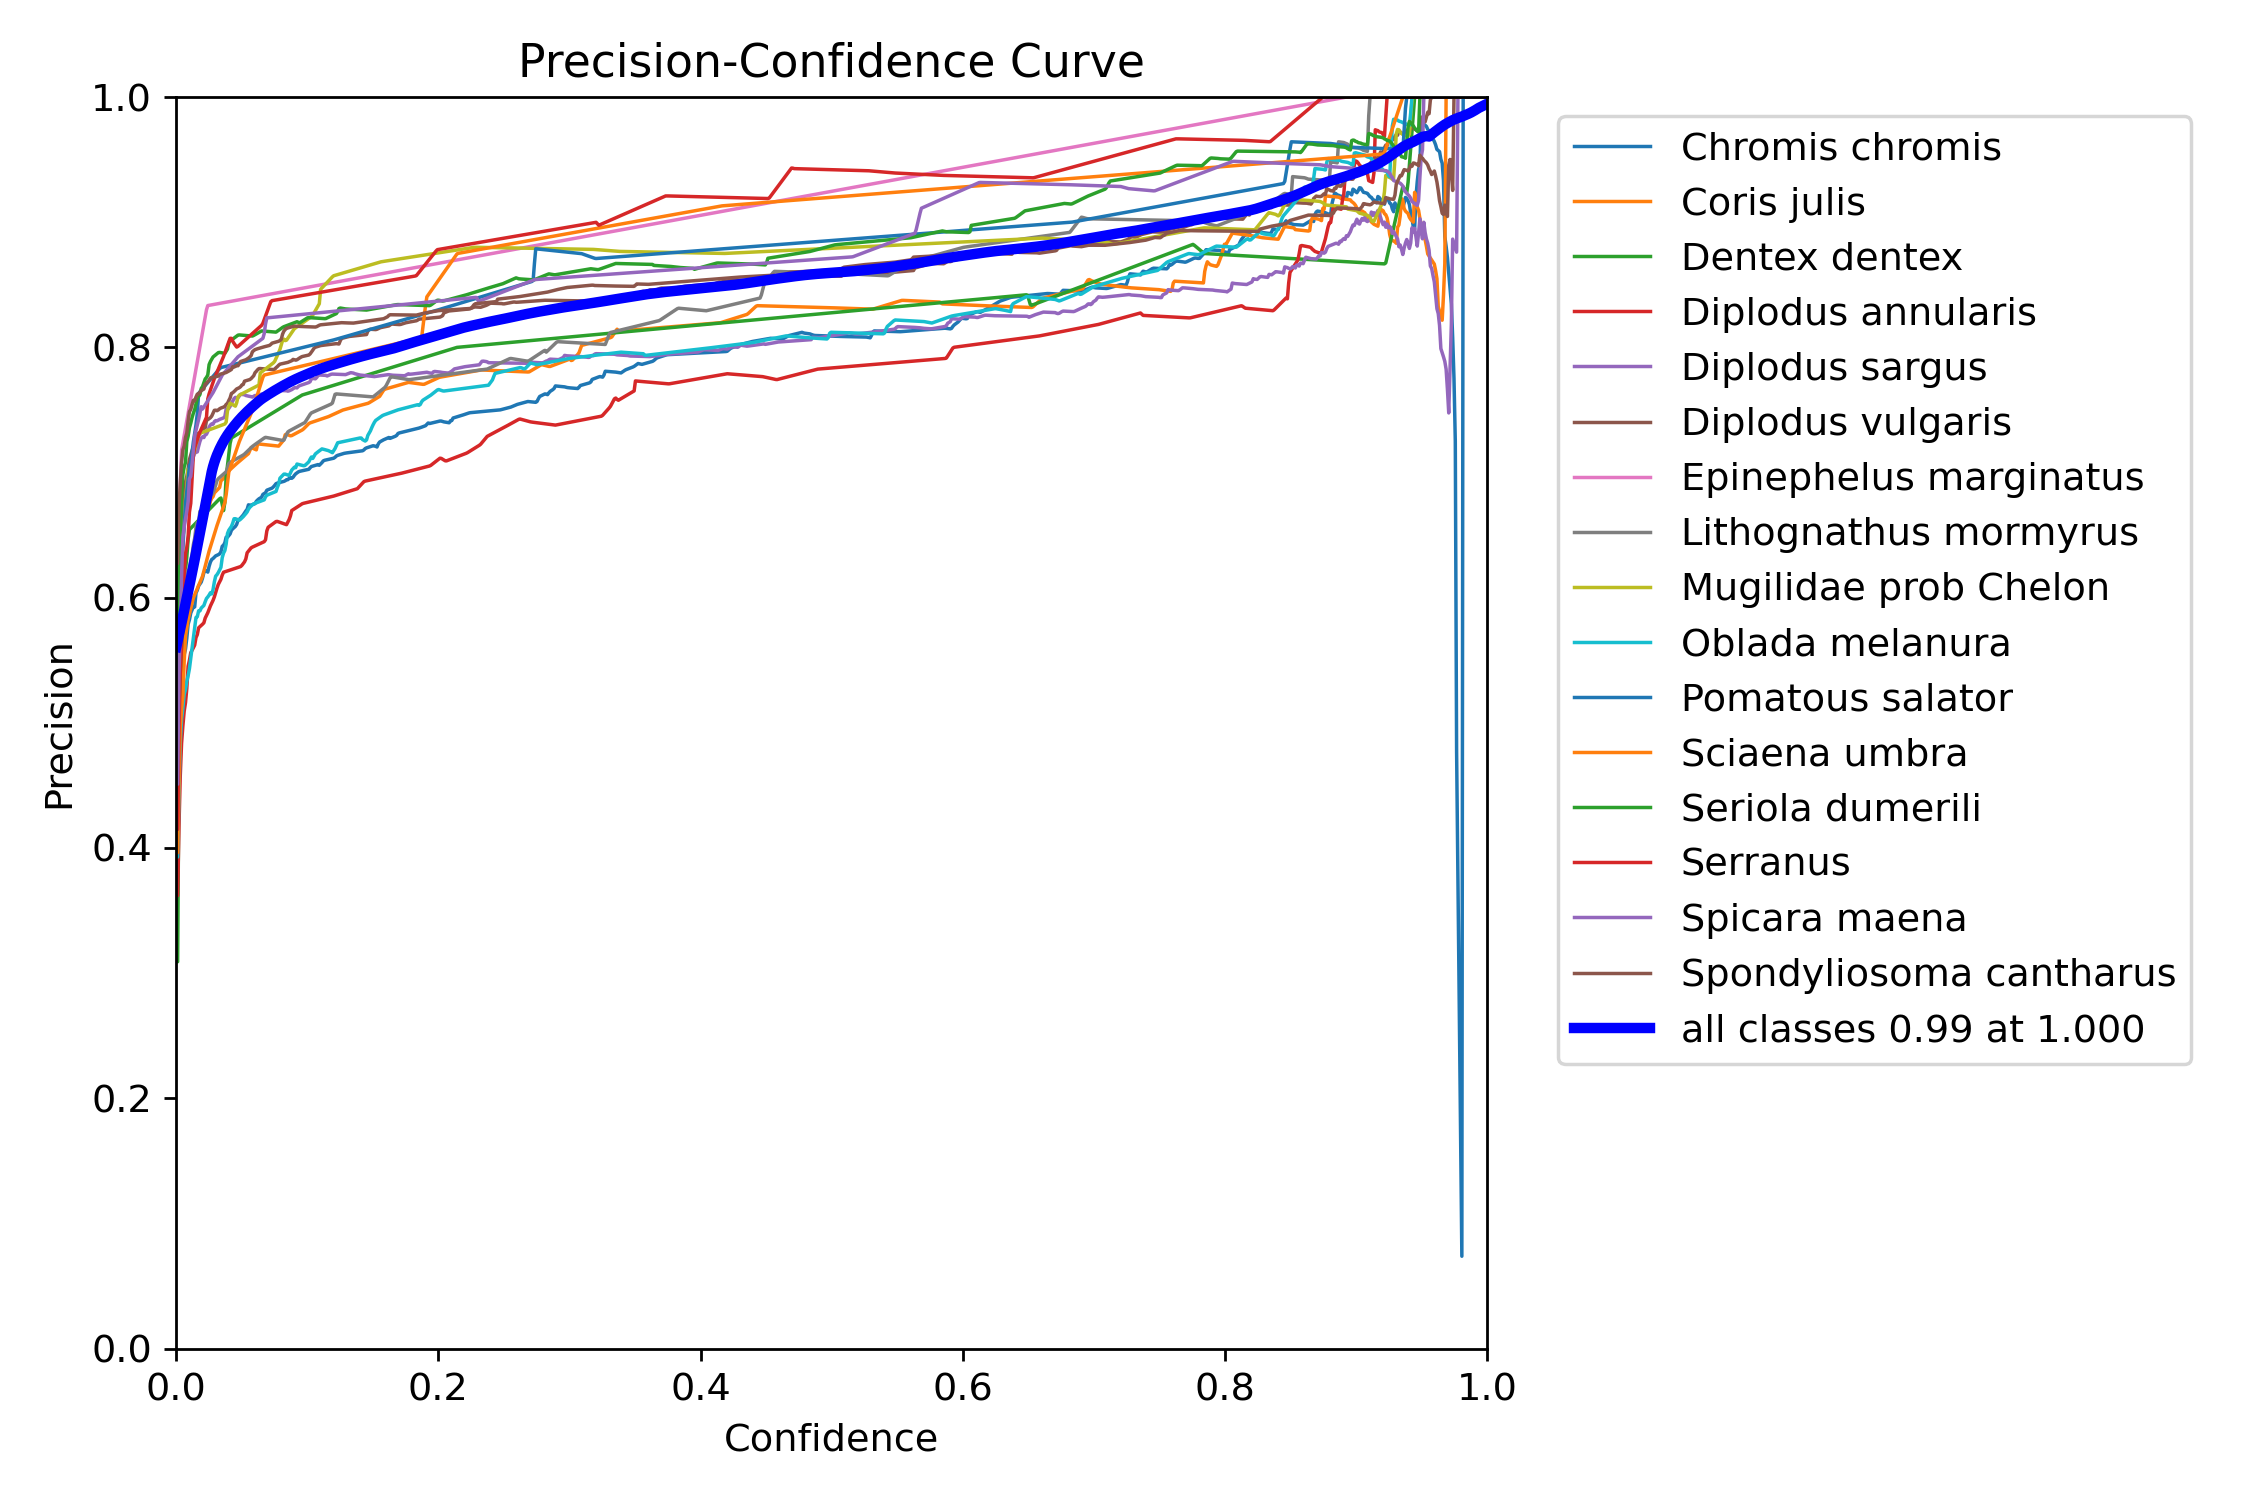 Precision-Confidence Curve
1.0
0.8
0.6
0.4
0.2
0.0
Precision
0.0 0.2 0.4 0.6 0.8 1.0
Confidence
Chromis chromis
Coris julis
Dentex dentex
Diplodus annularis
Diplodus sargus
Diplodus vulgaris
Epinephelus marginatus
Lithognathus mormyrus
Mugilidae prob Chelon
Oblada melanura
Pomatous salator
Sciaena umbra
Seriola dumerili
Serranus
Spicara maena
Spondyliosoma cantharus
all classes 0.99 at 1.000